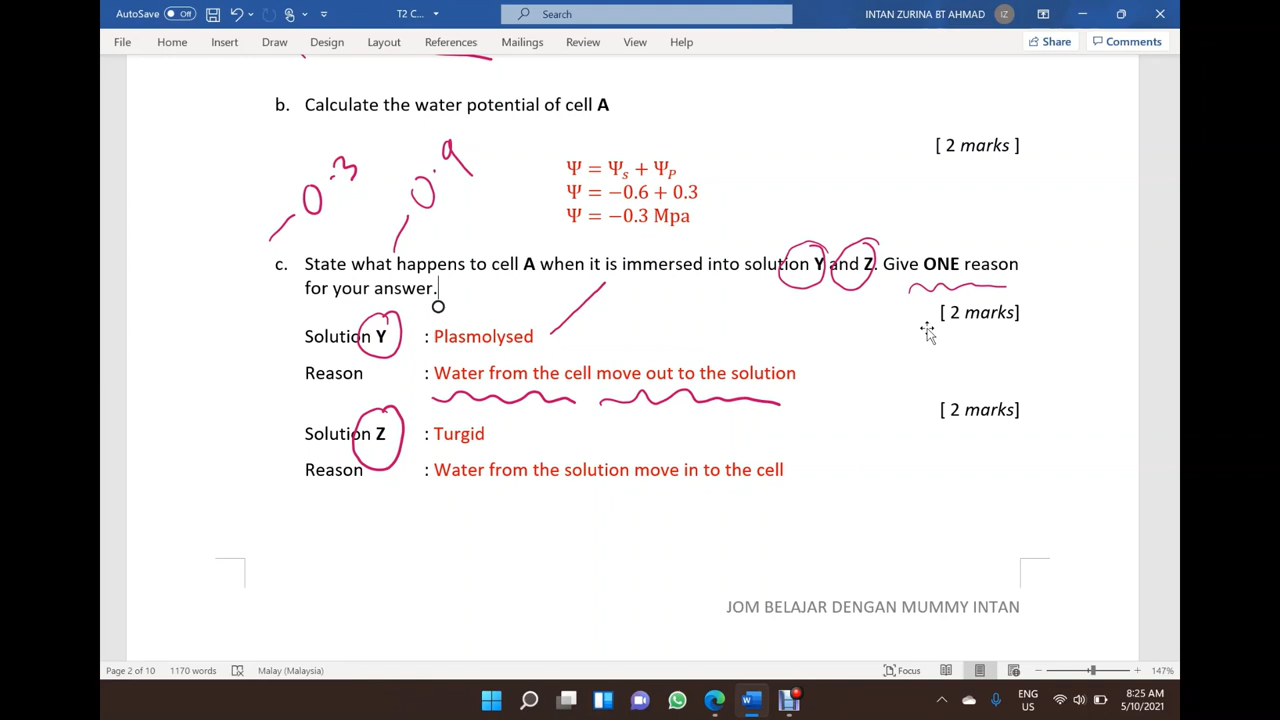 AutoSave Off T2 C... Search INTAN ZURINA BT AHMAD IZ
File Home Insert Draw Design Layout References Mailings Review View Help Share Comments
b. Calculate the water potential of cell A
[ 2 marks ]
Ψ = Ψs + ΨP
Ψ = −0.6 + 0.3
Ψ = −0.3 Mpa
-0.3 -0.9
c. State what happens to cell A when it is immersed into solution Y and Z. Give ONE reason
for your answer.
[ 2 marks]
Solution Y : Plasmolysed
Reason : Water from the cell move out to the solution
[ 2 marks]
Solution Z : Turgid
Reason : Water from the solution move in to the cell
JOM BELAJAR DENGAN MUMMY INTAN
Page 2 of 10 1170 words Malay (Malaysia) Focus 147%
ENG
US
8:25 AM
5/10/2021